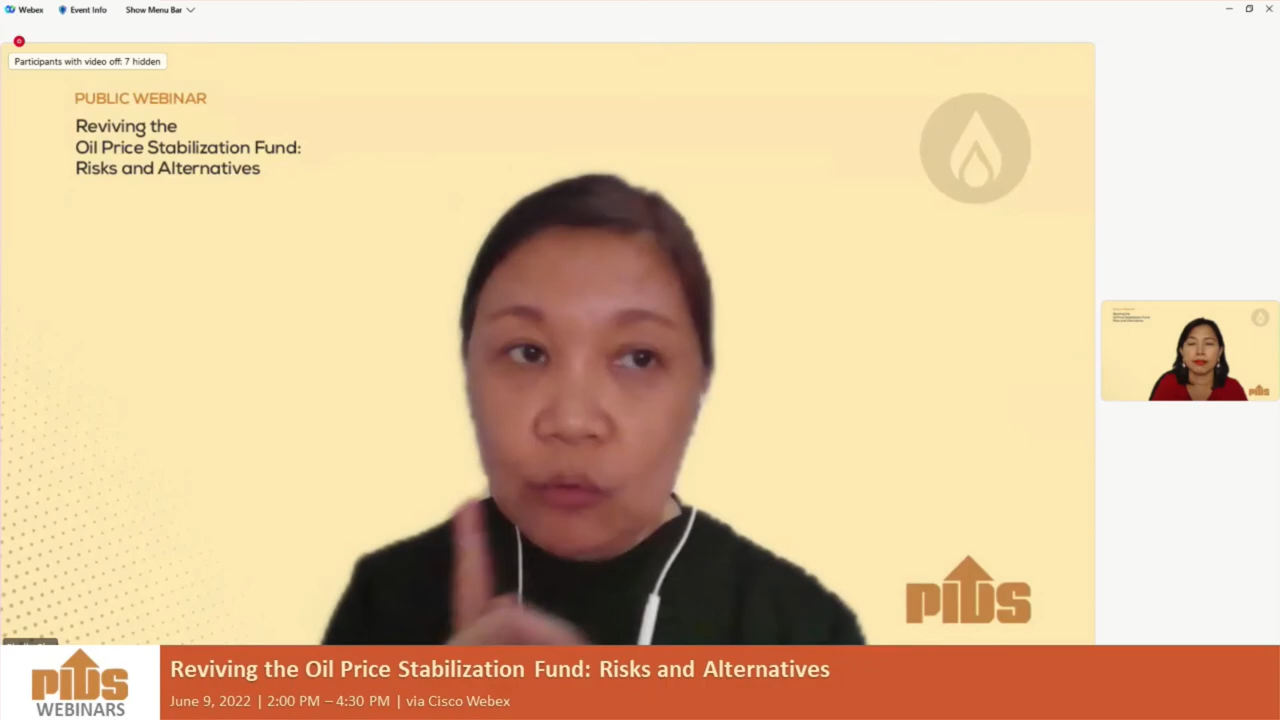 Webex Event Info Show Menu Bar
Participants with video off: 7 hidden
PUBLIC WEBINAR
Reviving the
Oil Price Stabilization Fund:
Risks and Alternatives
PIDS
PIDS
PIDS
WEBINARS
Reviving the Oil Price Stabilization Fund: Risks and Alternatives
June 9, 2022 | 2:00 PM – 4:30 PM | via Cisco Webex